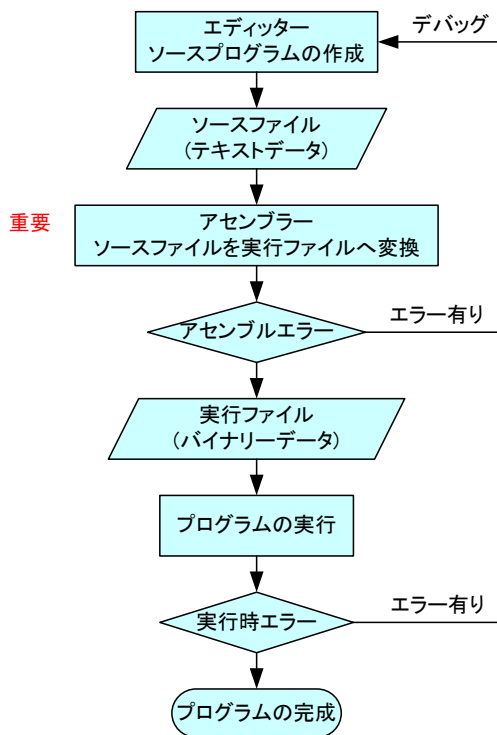 エディッター
ソースプログラムの作成
デバッグ
ソースファイル
(テキストデータ)
重要
アセンブラー
ソースファイルを実行ファイルへ変換
アセンブルエラー
エラー有り
実行ファイル
(バイナリーデータ)
プログラムの実行
実行時エラー
エラー有り
プログラムの完成